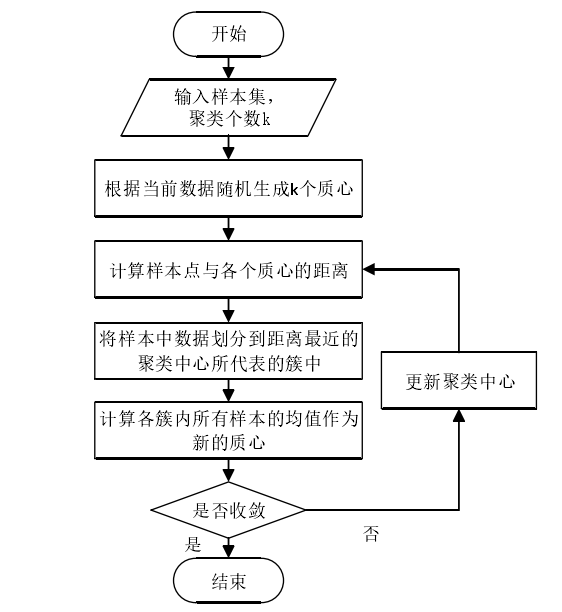 开始
输入样本集，
聚类个数k
根据当前数据随机生成k个质心
计算样本点与各个质心的距离
将样本中数据划分到距离最近的
聚类中心所代表的簇中
更新聚类中心
计算各簇内所有样本的均值作为
新的质心
是否收敛
否
是
结束